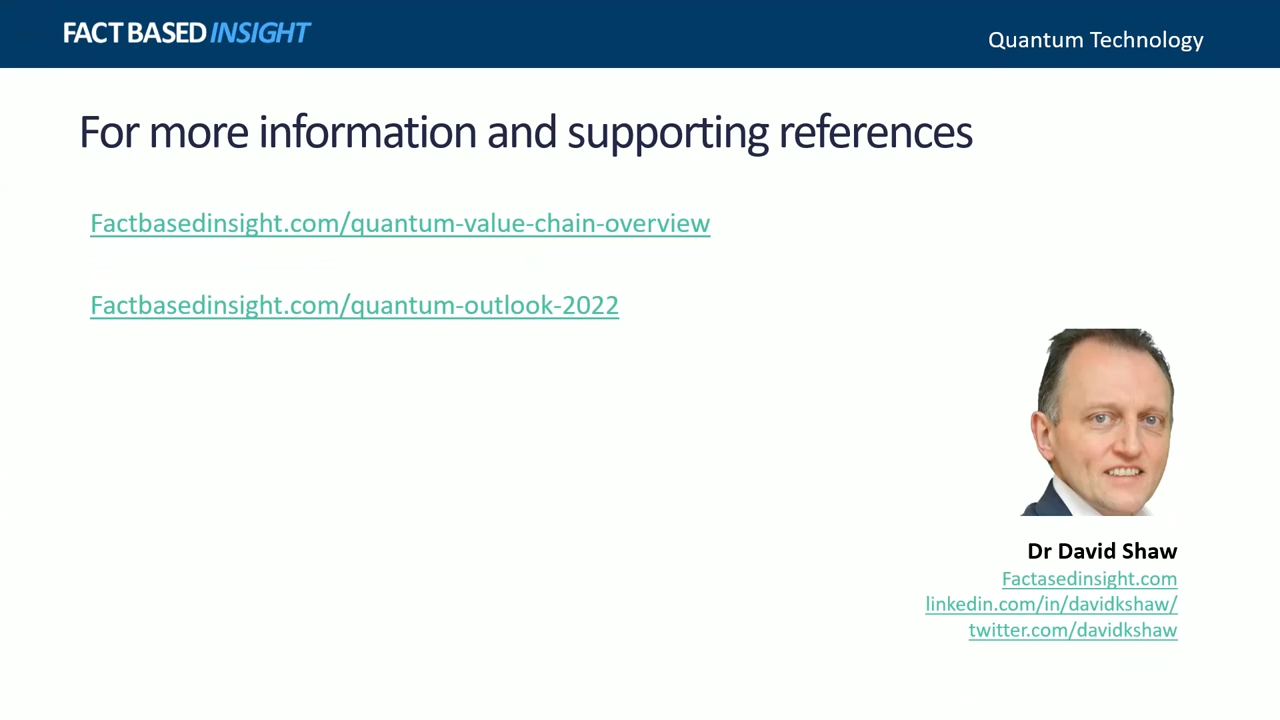 FACT BASED INSIGHT
Quantum Technology
For more information and supporting references
Factbasedinsight.com/quantum-value-chain-overview
Factbasedinsight.com/quantum-outlook-2022
Dr David Shaw
Factasedinsight.com
linkedin.com/in/davidkshaw/
twitter.com/davidkshaw